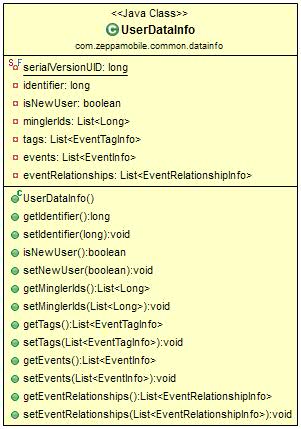 <<Java Class>>
UserDataInfo
com.zeppamobile.common.datainfo
serialVersionUID: long
identifier: long
isNewUser: boolean
minglerIds: List<Long>
tags: List<EventTagInfo>
events: List<EventInfo>
eventRelationships: List<EventRelationshipInfo>
UserDataInfo()
getIdentifier():long
setIdentifier(long):void
isNewUser():boolean
setNewUser(boolean):void
getMinglerIds():List<Long>
setMinglerIds(List<Long>):void
getTags():List<EventTagInfo>
setTags(List<EventTagInfo>):void
getEvents():List<EventInfo>
setEvents(List<EventInfo>):void
getEventRelationships():List<EventRelationshipInfo>
setEventRelationships(List<EventRelationshipInfo>):void